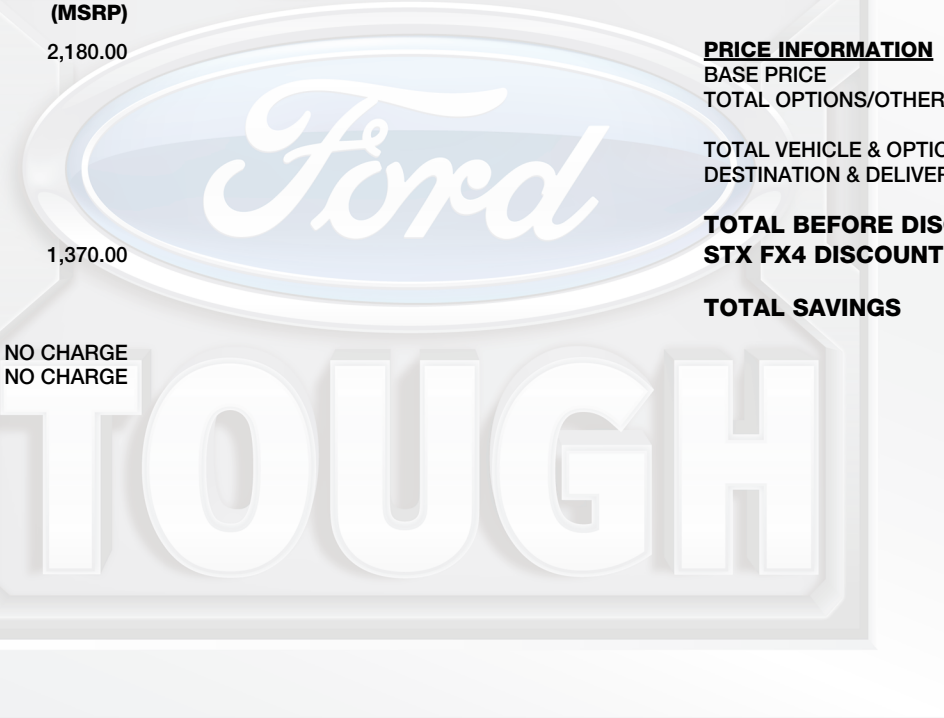 (MSRP)
2,180.00
1,370.00
NO CHARGE
NO CHARGE
Ford
TOUGH
PRICE INFORMATION
BASE PRICE
TOTAL OPTIONS/OTHER
TOTAL VEHICLE & OPTIO
DESTINATION & DELIVER
TOTAL BEFORE DIS
STX FX4 DISCOUNT
TOTAL SAVINGS